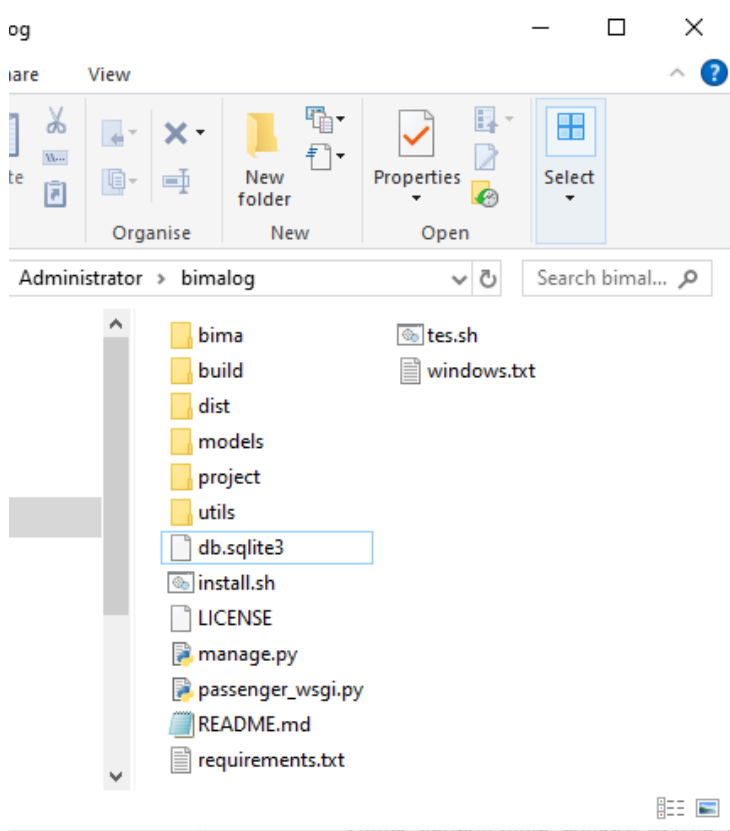 og
are View
te
New
folder
Properties
Select
Organise New Open
Administrator > bimalog
Search bimal...
bima
build
dist
models
project
utils
db.sqlite3
install.sh
LICENSE
manage.py
passenger_wsgi.py
README.md
requirements.txt
tes.sh
windows.txt